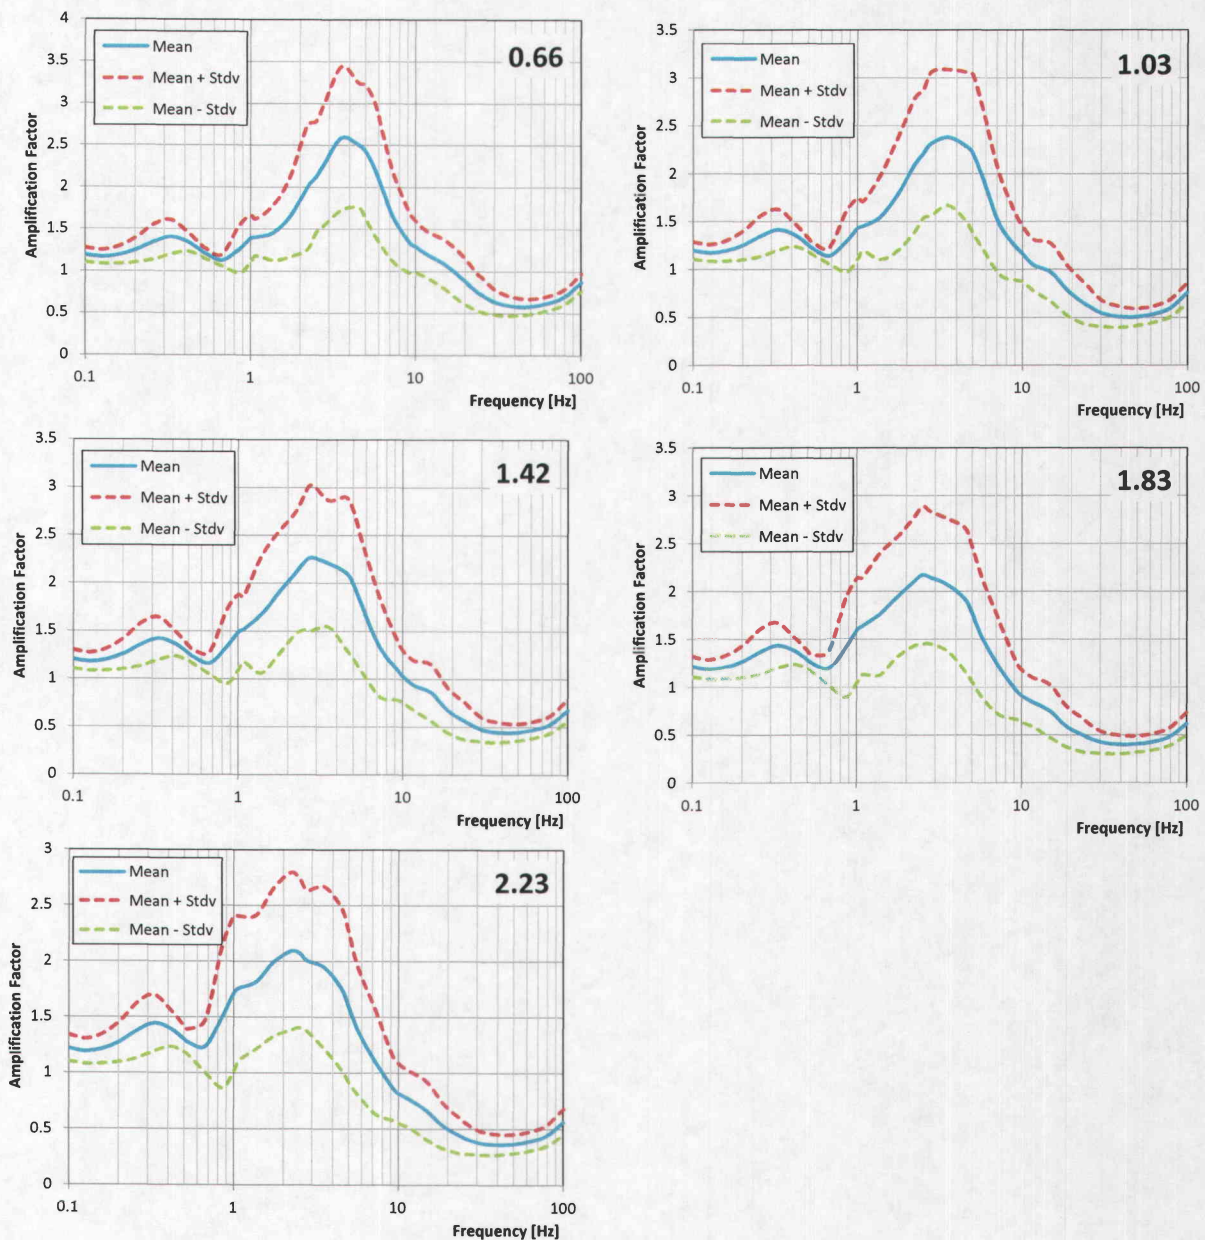 4
3.5
3
2.5
2
1.5
1
0.5
0
Amplification Factor
Mean
Mean + Stdv
Mean - Stdv
0.66
0.1
1
10
100
Frequency [Hz]
3.5
3
2.5
2
1.5
1
0.5
0
Amplification Factor
Mean
Mean + Stdv
Mean - Stdv
1.03
0.1
1
10
100
Frequency [Hz]
3.5
3
2.5
2
1.5
1
0.5
0
Amplification Factor
Mean
Mean + Stdv
Mean - Stdv
1.42
0.1
1
10
100
Frequency [Hz]
3.5
3
2.5
2
1.5
1
0.5
0
Amplification Factor
Mean
Mean + Stdv
Mean - Stdv
1.83
0.1
1
10
100
Frequency [Hz]
3
2.5
2
1.5
1
0.5
0
Amplification Factor
Mean
Mean + Stdv
Mean - Stdv
2.23
0.1
1
10
100
Frequency [Hz]